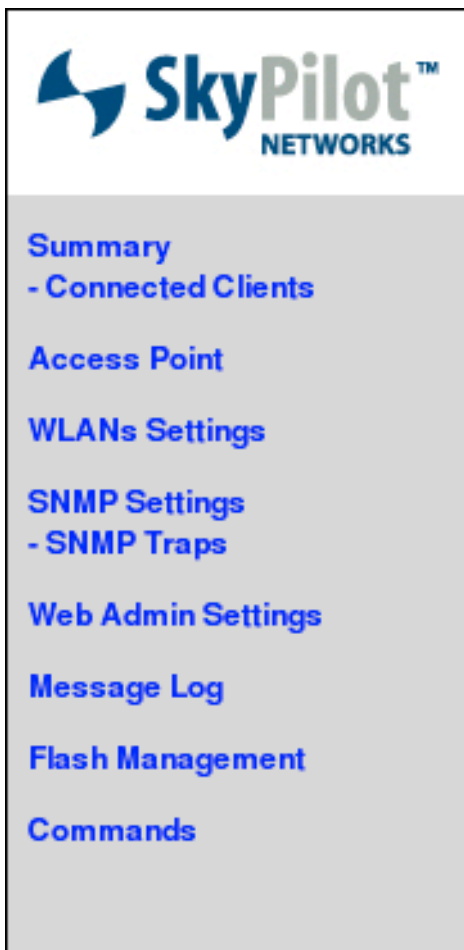 SkyPilot™
NETWORKS
Summary
- Connected Clients
Access Point
WLANs Settings
SNMP Settings
- SNMP Traps
Web Admin Settings
Message Log
Flash Management
Commands